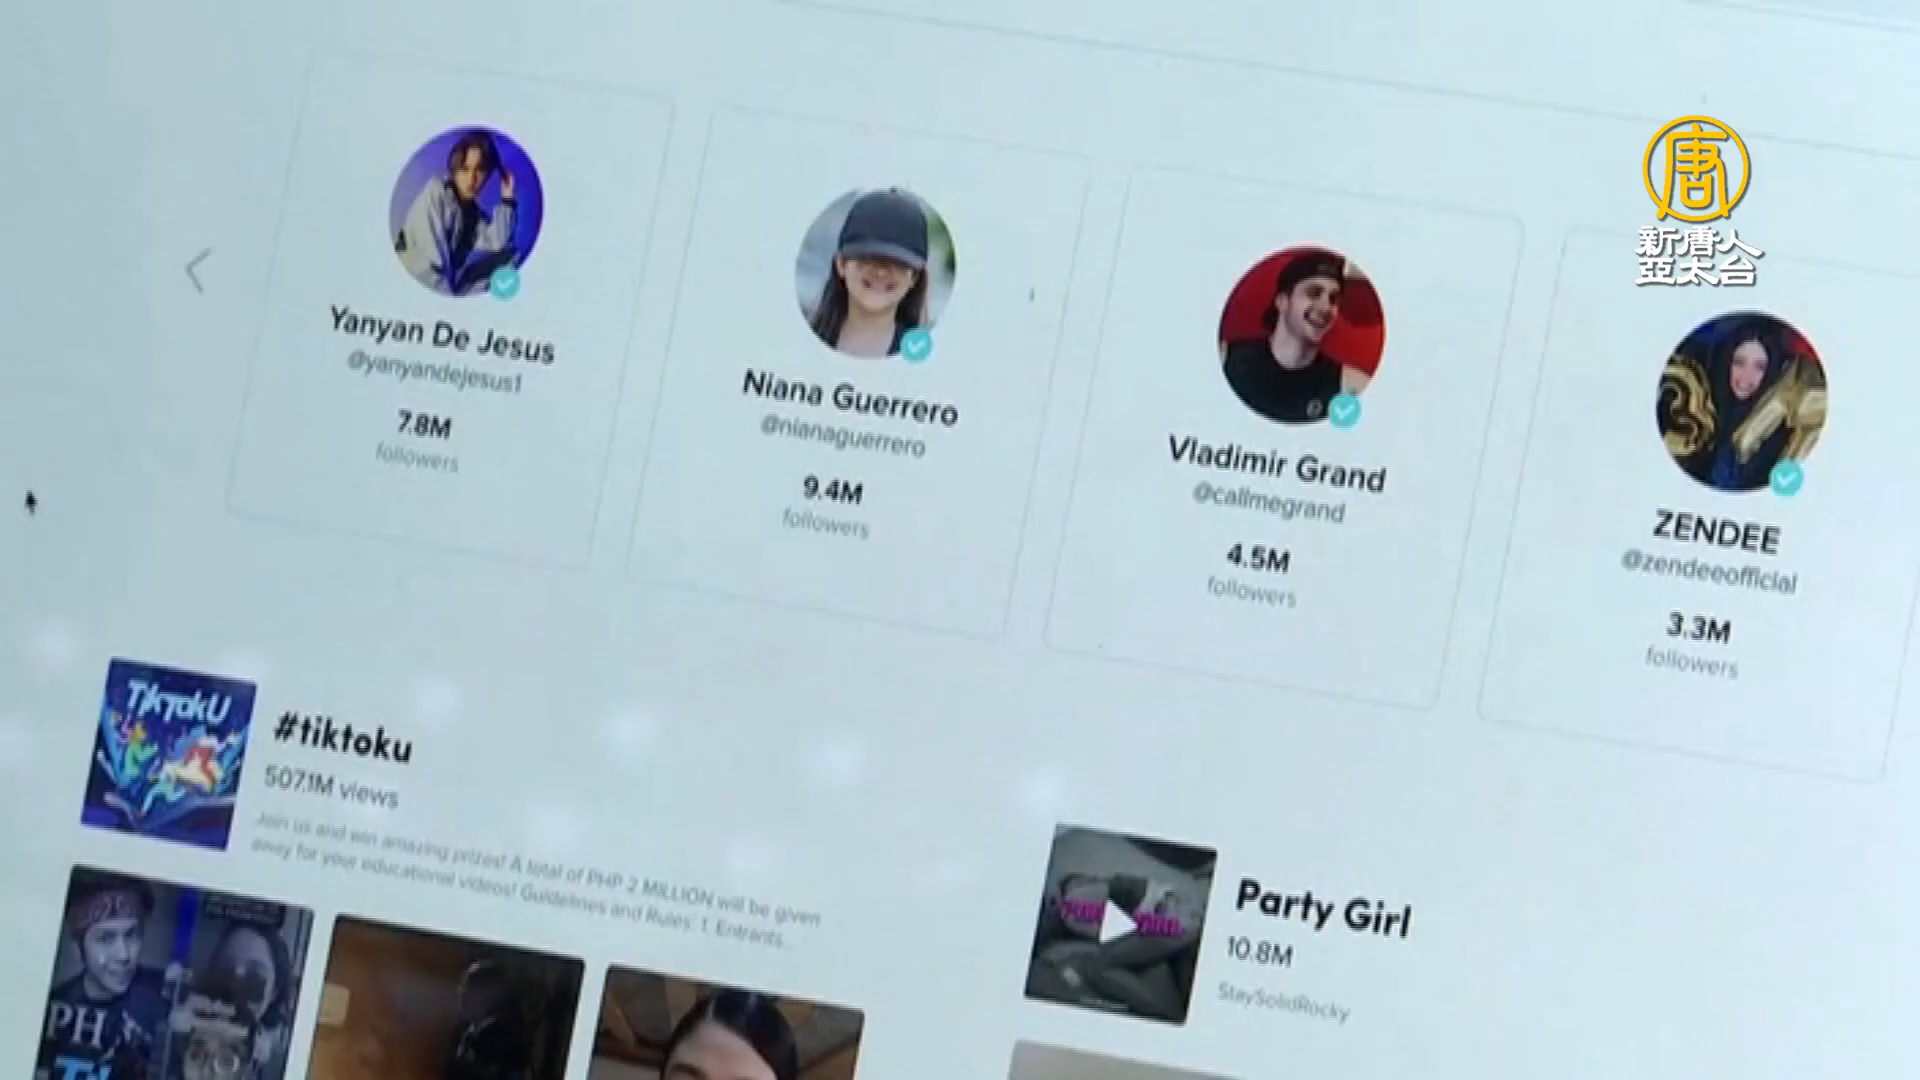 唐
新唐人
亞太台
Yanyan De Jesus
@yanyandejesus1
7.8M
followers
Niana Guerrero
@nianaguerrero
9.4M
followers
Vladimir Grand
@callmegrand
4.5M
followers
ZENDEE
@zendeeofficial
3.3M
followers
TikTokU
#tiktoku
507.1M views
Join us and win amazing prizes! A total of PHP 2 MILLION will be given
away for your educational videos! Guidelines and Rules: 1. Entrants...
Party Girl
10.8M
StaySolidRocky
PH